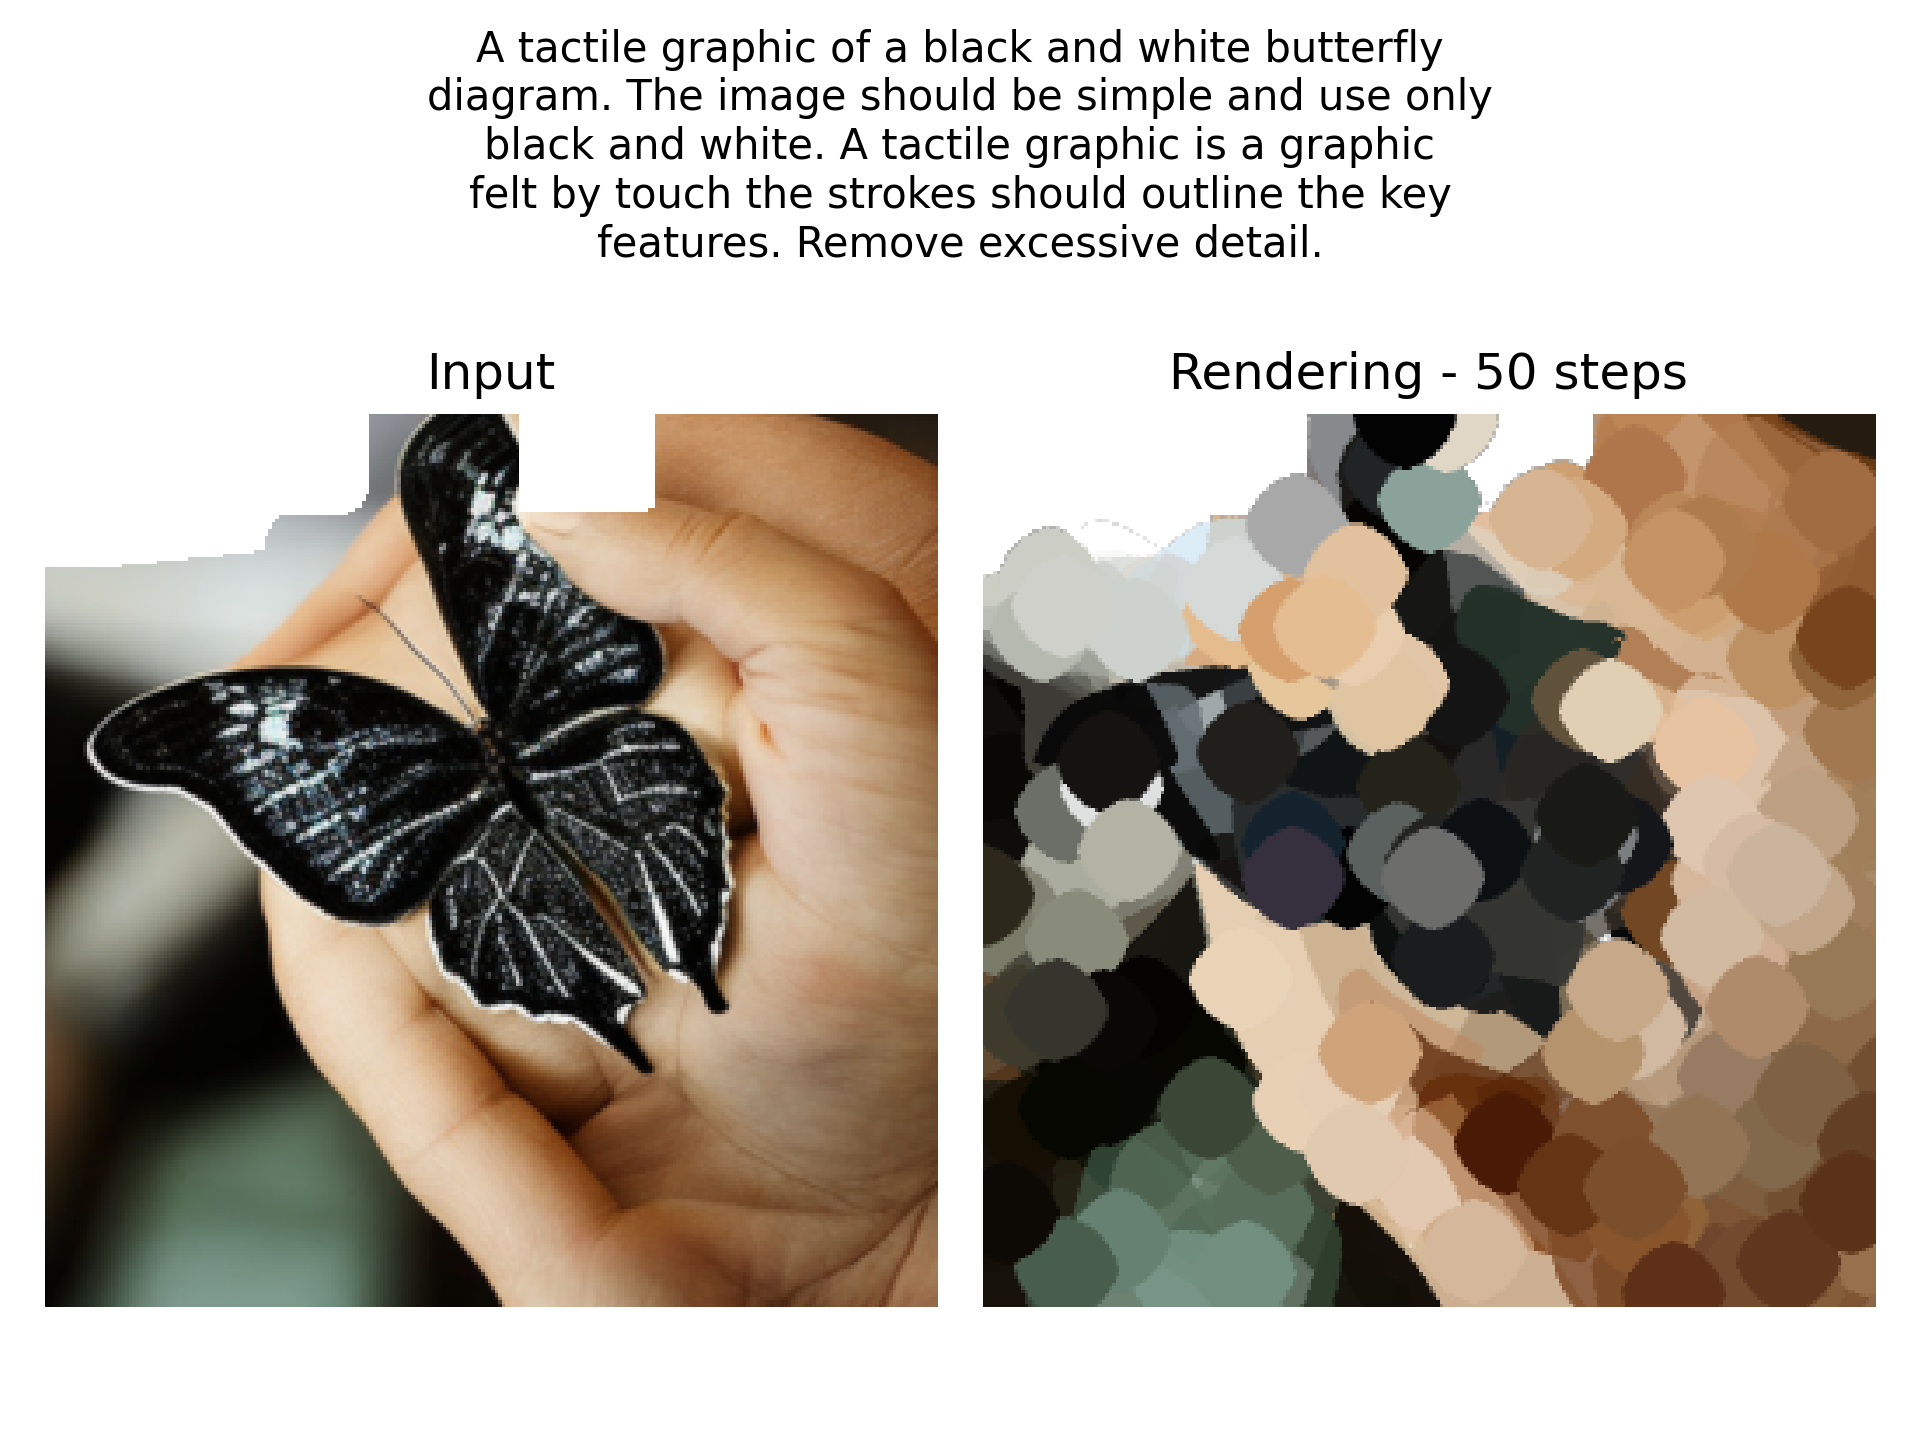 A tactile graphic of a black and white butterfly
diagram. The image should be simple and use only
black and white. A tactile graphic is a graphic
felt by touch the strokes should outline the key
features. Remove excessive detail.
Input
Rendering - 50 steps